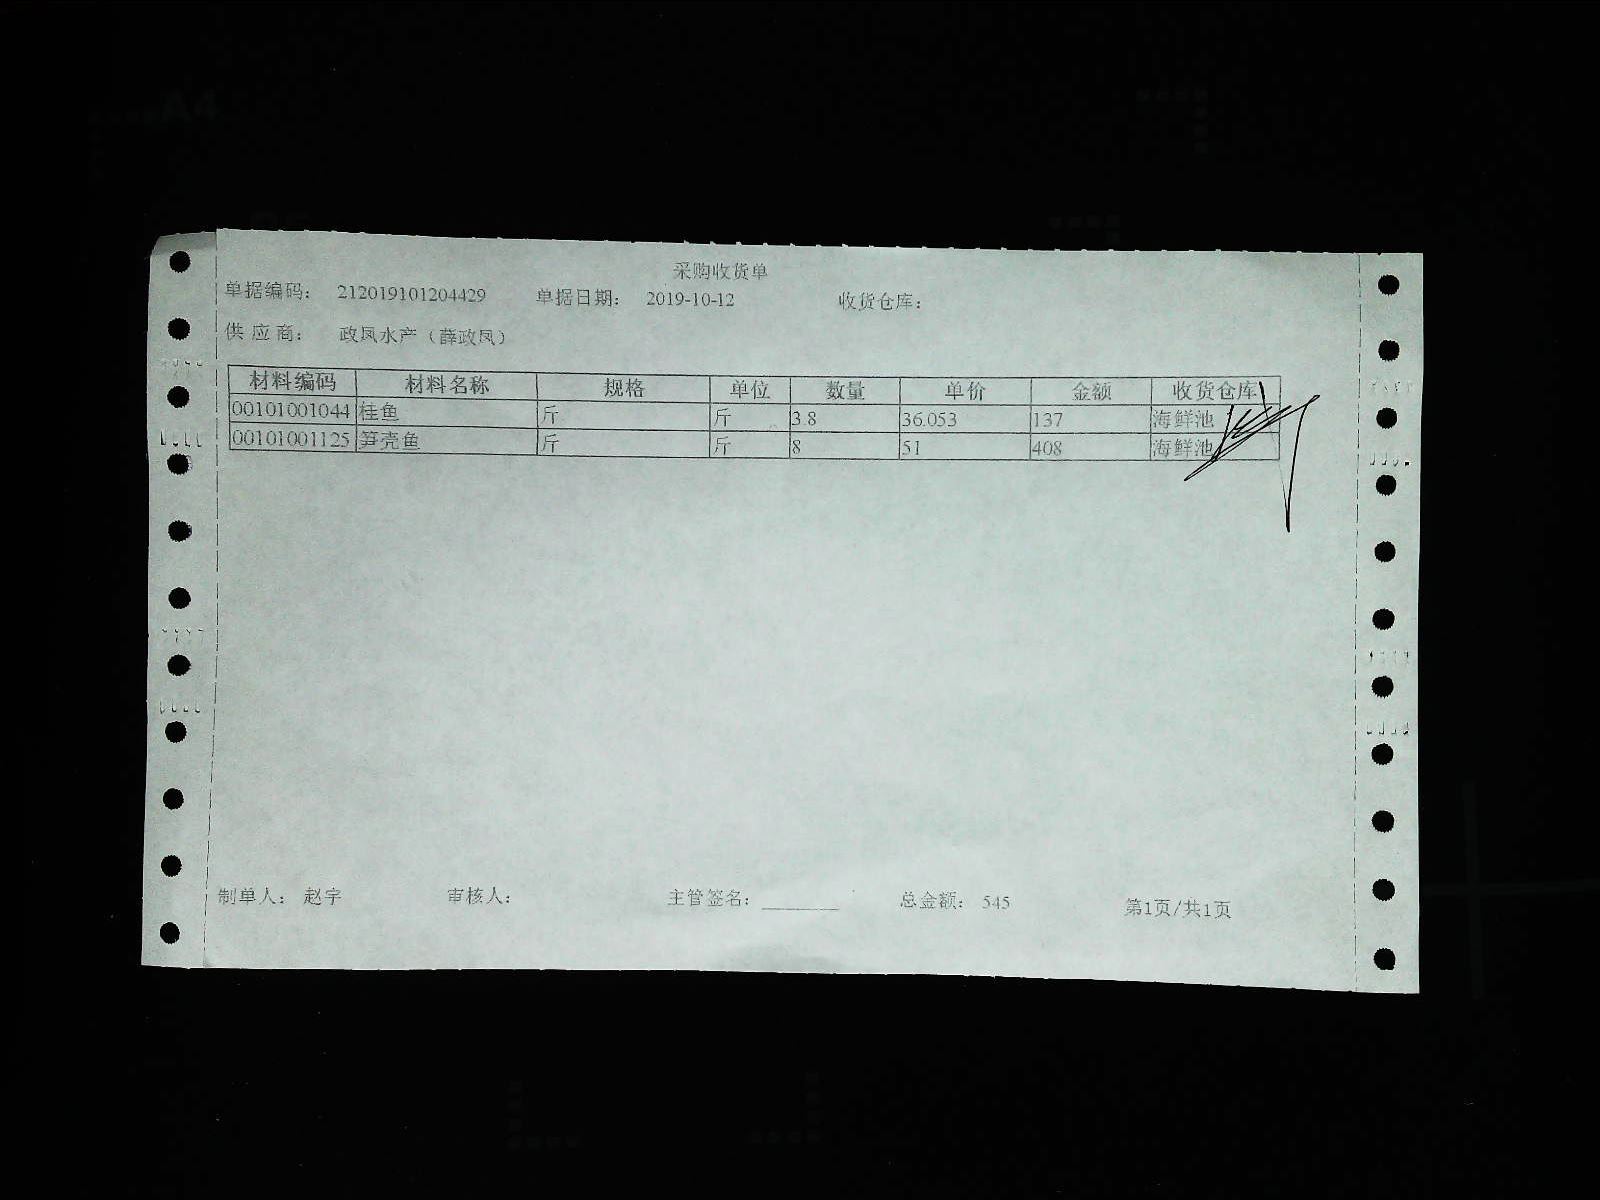 采购收货单
单据编码： 212019101204429 单据日期： 2019-10-12 收货仓库：
供 应 商： 政凤水产（薛政凤）
材料编码 材料名称 规格 单位 数量 单价 金额 收货仓库
00101001044 桂鱼 斤 斤 3.8 36.053 137 海鲜池
00101001125 笋壳鱼 斤 斤 8 51 408 海鲜池
制单人： 赵宇 审核人： 主管签名： 总金额： 545 第1页/共1页